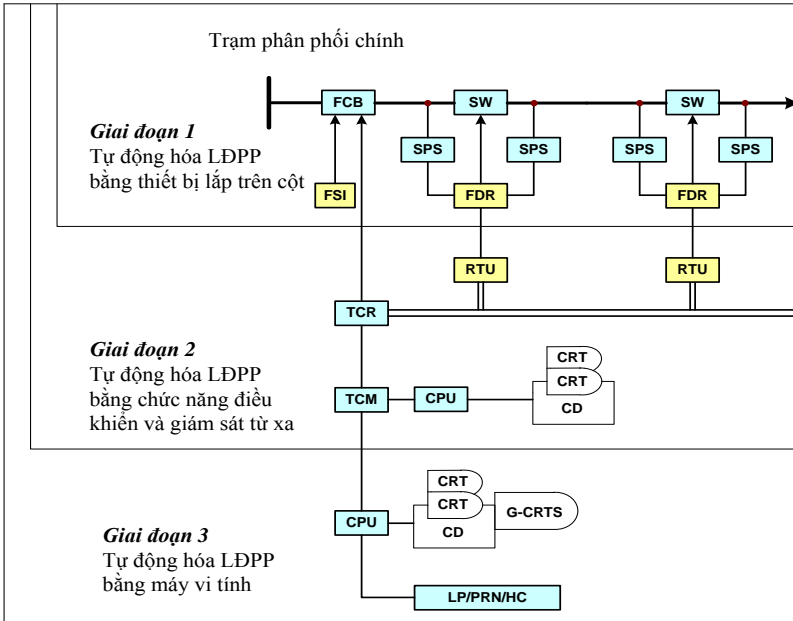 Trạm phân phối chính
FCB SW SW
Giai đoạn 1
Tự động hóa LĐPP
bằng thiết bị lắp trên cột
SPS SPS SPS SPS
FSI FDR FDR
RTU RTU
TCR
Giai đoạn 2
Tự động hóa LĐPP
bằng chức năng điều
khiển và giám sát từ xa
CRT
CRT
TCM CPU CD
CRT
CRT G-CRTS
CPU CD
Giai đoạn 3
Tự động hóa LĐPP
bằng máy vi tính
LP/PRN/HC